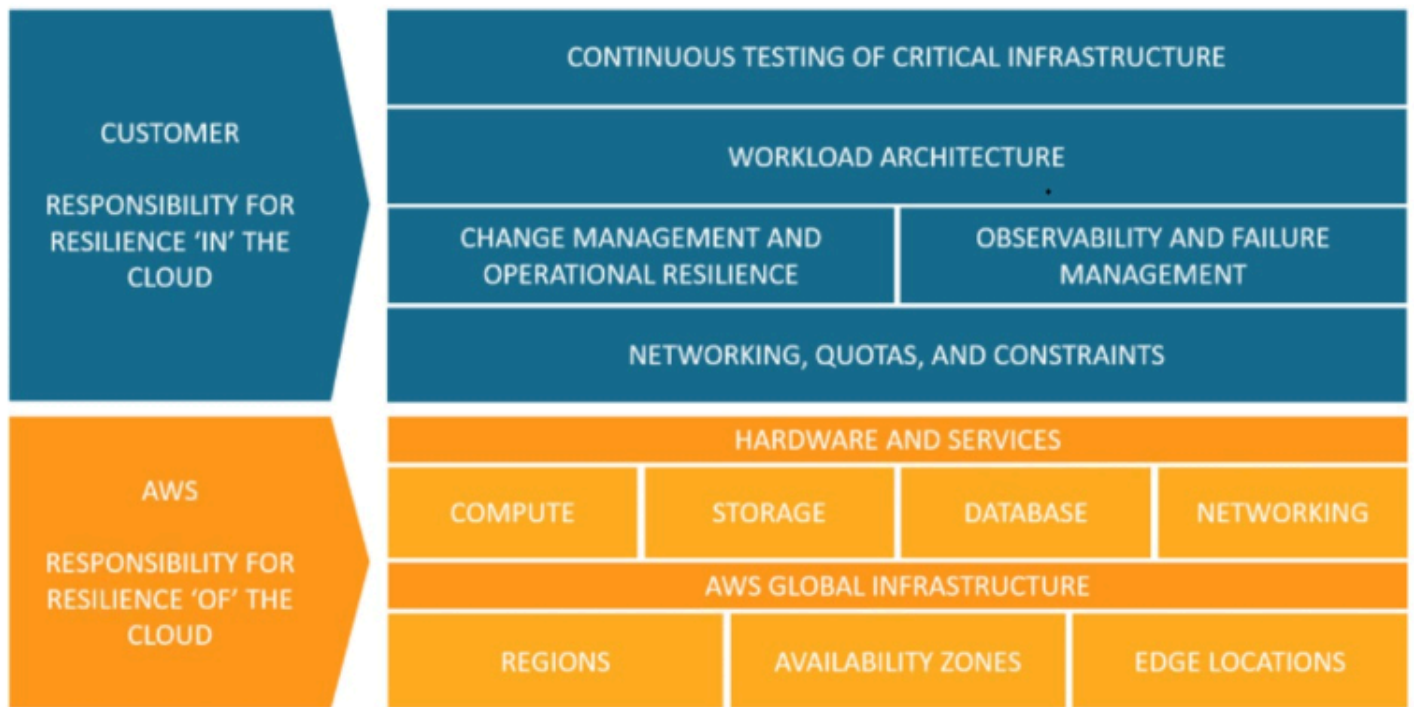 CUSTOMER
RESPONSIBILITY FOR
RESILIENCE ‘IN’ THE
CLOUD
CONTINUOUS TESTING OF CRITICAL INFRASTRUCTURE
WORKLOAD ARCHITECTURE
CHANGE MANAGEMENT AND
OPERATIONAL RESILIENCE
OBSERVABILITY AND FAILURE
MANAGEMENT
NETWORKING, QUOTAS, AND CONSTRAINTS
AWS
RESPONSIBILITY FOR
RESILIENCE ‘OF’ THE
CLOUD
HARDWARE AND SERVICES
COMPUTE
STORAGE
DATABASE
NETWORKING
AWS GLOBAL INFRASTRUCTURE
REGIONS
AVAILABILITY ZONES
EDGE LOCATIONS